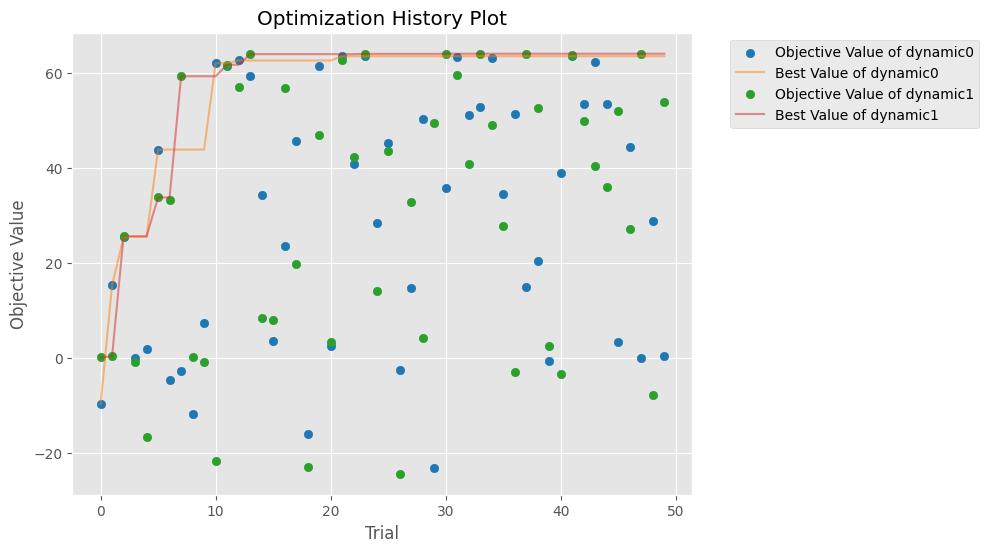 Optimization History Plot
Objective Value of dynamic0
Best Value of dynamic0
Objective Value of dynamic1
Best Value of dynamic1
Objective Value
60
40
20
0
−20
0 10 20 30 40 50
Trial